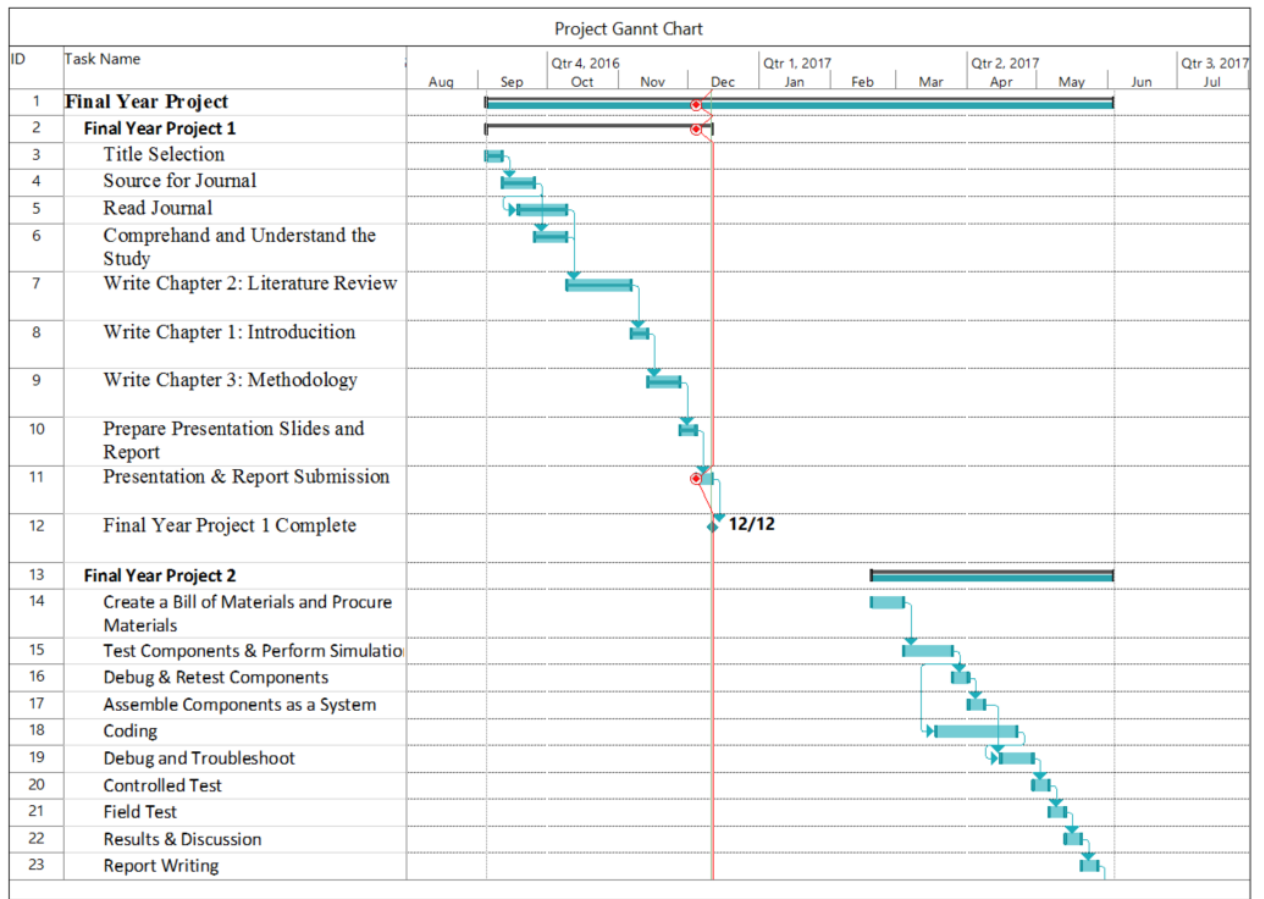 Project Gannt Chart
ID Task Name Qtr 4, 2016 Qtr 1, 2017 Qtr 2, 2017 Qtr 3, 2017
Aug Sep Oct Nov Dec Jan Feb Mar Apr May Jun Jul
1 Final Year Project
2 Final Year Project 1
3 Title Selection
4 Source for Journal
5 Read Journal
6 Comprehand and Understand the
Study
7 Write Chapter 2: Literature Review
8 Write Chapter 1: Introducition
9 Write Chapter 3: Methodology
10 Prepare Presentation Slides and
Report
11 Presentation & Report Submission
12 Final Year Project 1 Complete 12/12
13 Final Year Project 2
14 Create a Bill of Materials and Procure
Materials
15 Test Components & Perform Simulatio
16 Debug & Retest Components
17 Assemble Components as a System
18 Coding
19 Debug and Troubleshoot
20 Controlled Test
21 Field Test
22 Results & Discussion
23 Report Writing